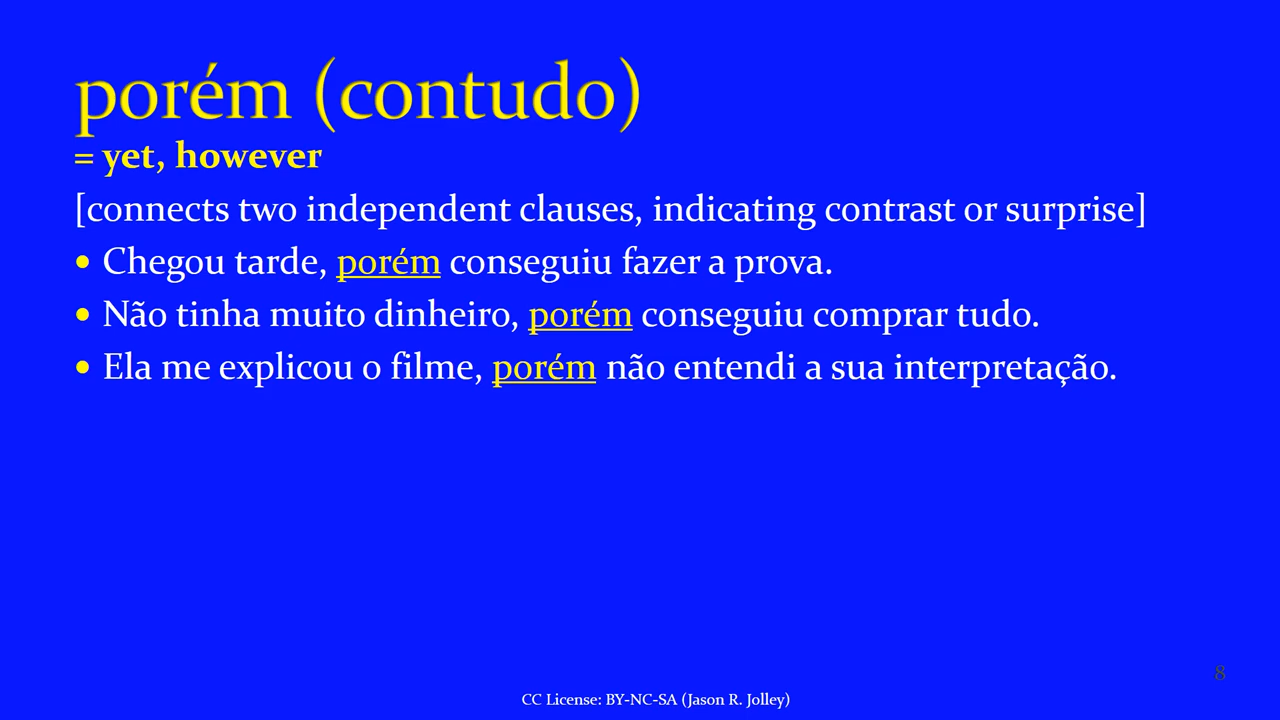 porém (contudo)
= yet, however
[connects two independent clauses, indicating contrast or surprise]
• Chegou tarde, porém conseguiu fazer a prova.
• Não tinha muito dinheiro, porém conseguiu comprar tudo.
• Ela me explicou o filme, porém não entendi a sua interpretação.
8
CC License: BY-NC-SA (Jason R. Jolley)